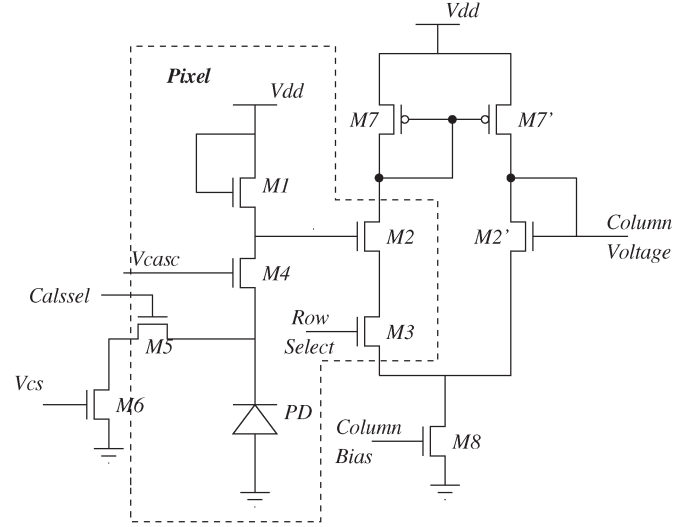 Vdd
Pixel
Vdd
M7
M7'
M1
Column
Voltage
M2
M2'
Vcasc
M4
Calssel
Row
Select
M3
M5
Vcs
M6
PD
Column
Bias
M8